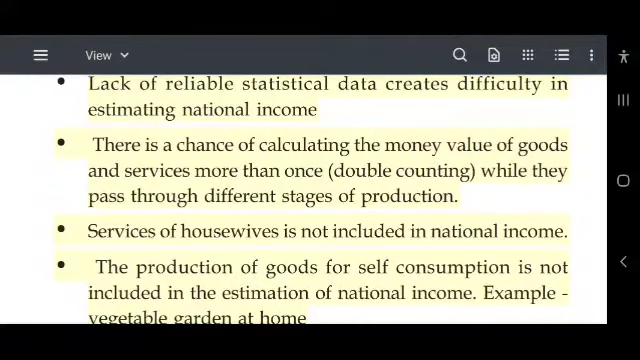 View
• Lack of reliable statistical data creates difficulty in
estimating national income
• There is a chance of calculating the money value of goods
and services more than once (double counting) while they
pass through different stages of production.
• Services of housewives is not included in national income.
• The production of goods for self consumption is not
included in the estimation of national income. Example -
vegetable garden at home